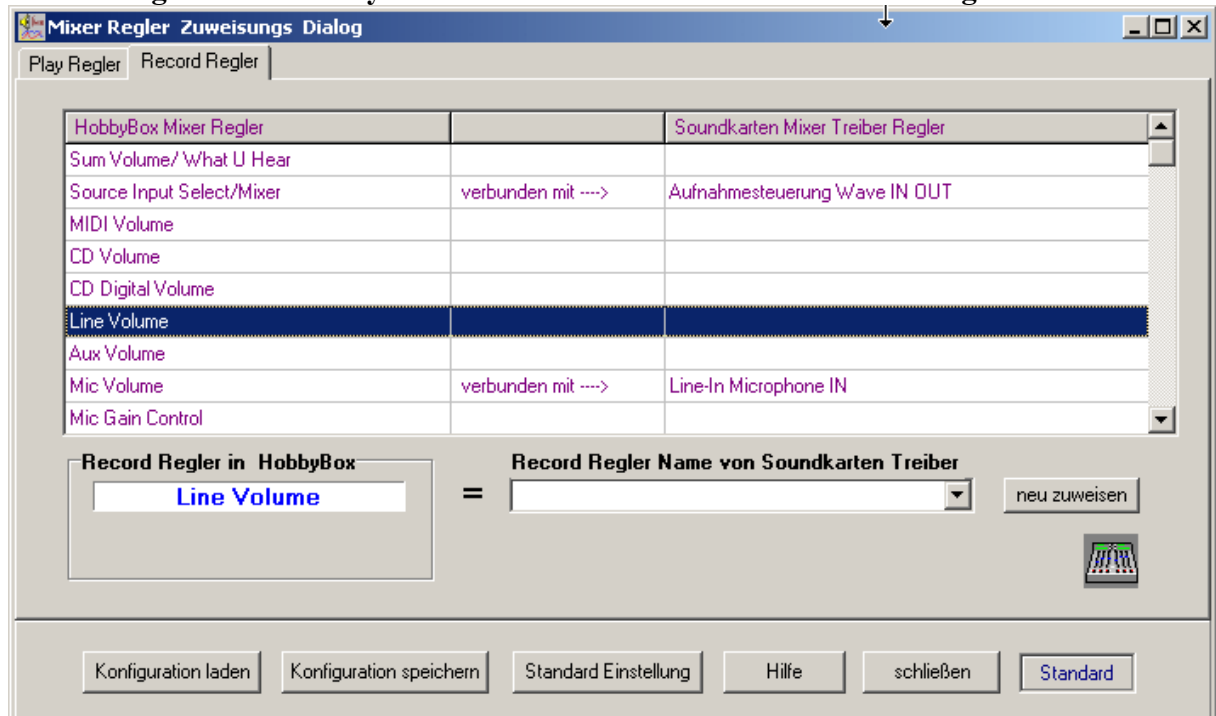 Mixer Regler Zuweisungs Dialog
Play Regler Record Regler
HobbyBox Mixer Regler Soundkarten Mixer Treiber Regler
Sum Volume/ What U Hear
Source Input Select/Mixer verbunden mit ----> Aufnahmesteuerung Wave IN OUT
MIDI Volume
CD Volume
CD Digital Volume
Line Volume
Aux Volume
Mic Volume verbunden mit ----> Line-In Microphone IN
Mic Gain Control
Record Regler in HobbyBox Record Regler Name von Soundkarten Treiber
Line Volume = neu zuweisen
Konfiguration laden Konfiguration speichern Standard Einstellung Hilfe schließen Standard